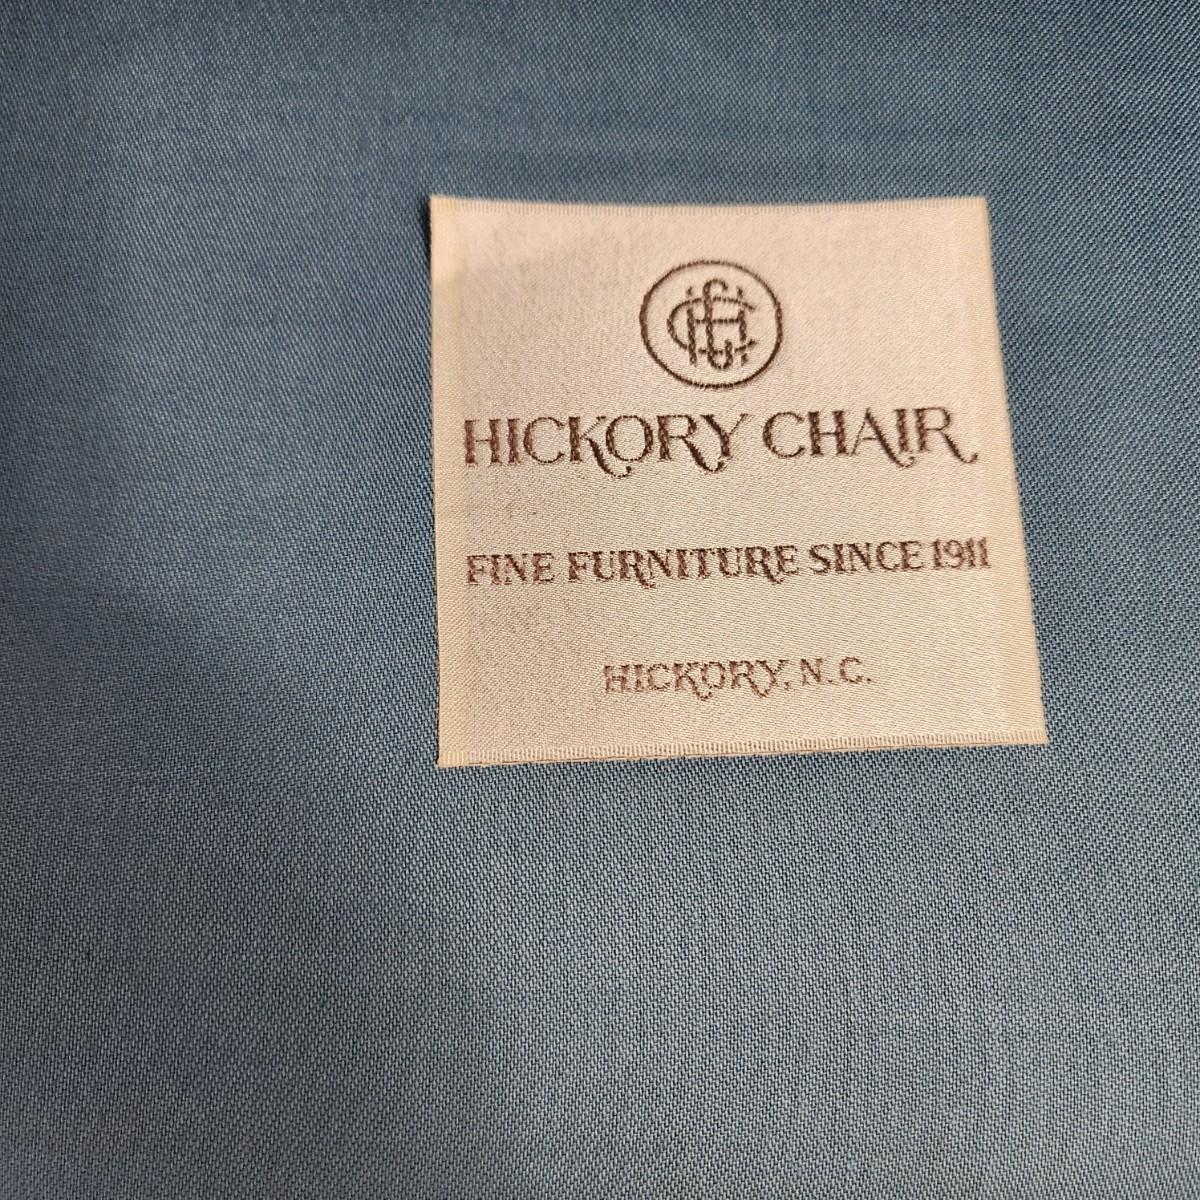 HICKORY CHAIR
FINE FURNITURE SINCE 1911
HICKORY, N.C.